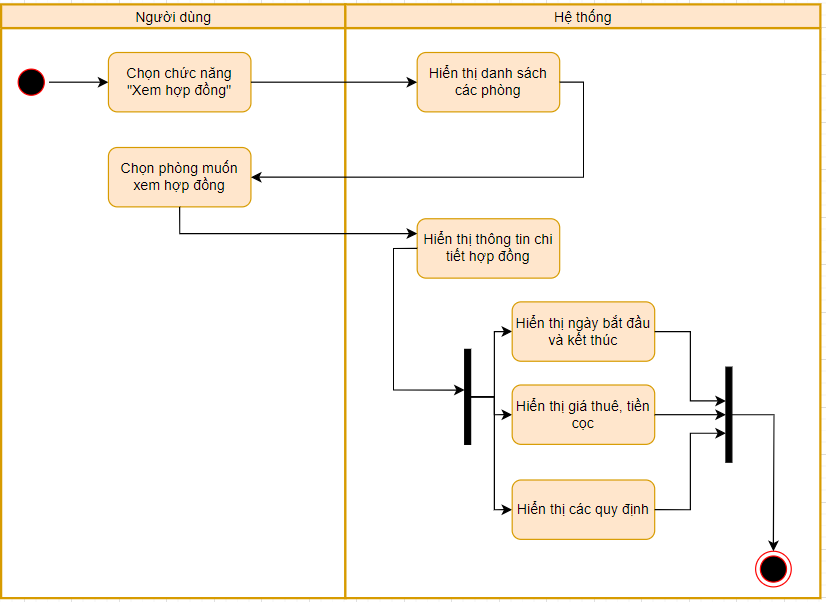 Người dùng
Hệ thống
Chọn chức năng
"Xem hợp đồng"
Hiển thị danh sách
các phòng
Chọn phòng muốn
xem hợp đồng
Hiển thị thông tin chi
tiết hợp đồng
Hiển thị ngày bắt đầu
và kết thúc
Hiển thị giá thuê, tiền
cọc
Hiển thị các quy định